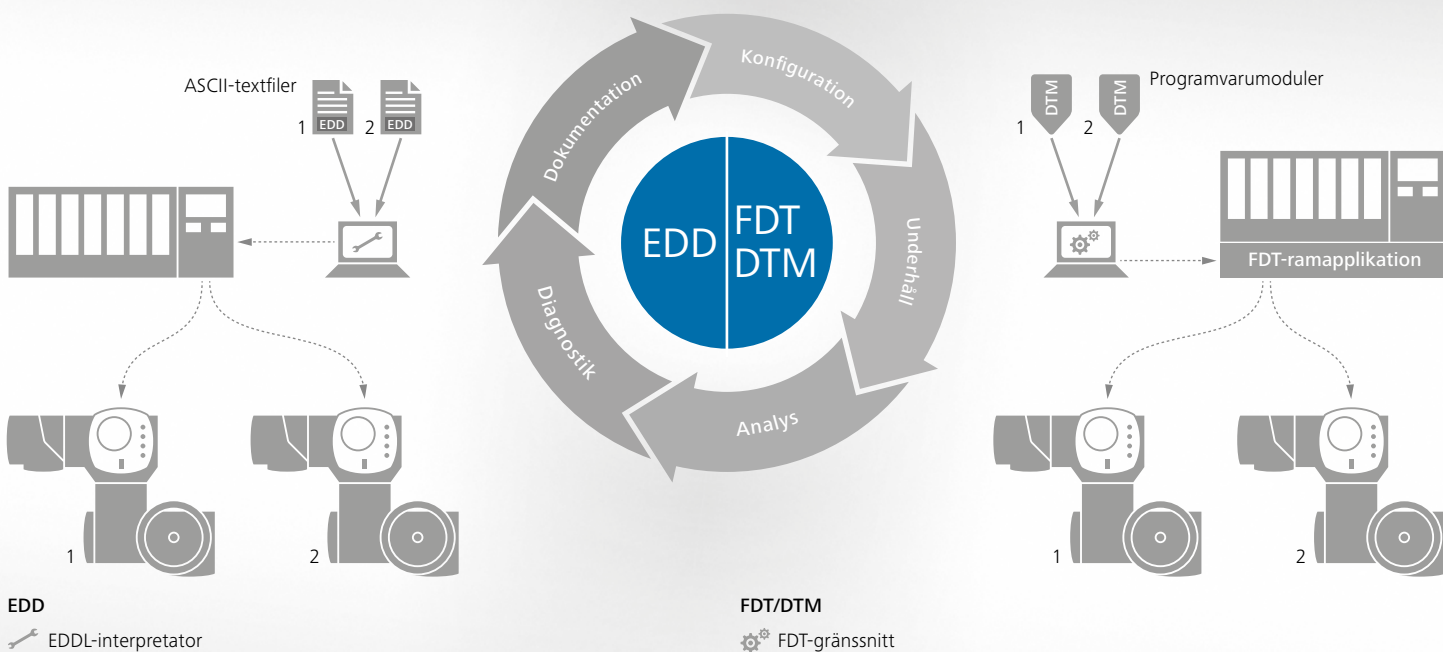 ASCII-textfiler
1
EDD
2
EDD
Dokumentation
Konfiguration
Underhåll
Analys
Diagnostik
EDD
FDT
DTM
Programvarumoduler
1
DTM
2
DTM
FDT-ramapplikation
1
2
1
2
EDD
EDDL-interpretator
FDT/DTM
FDT-gränssnitt